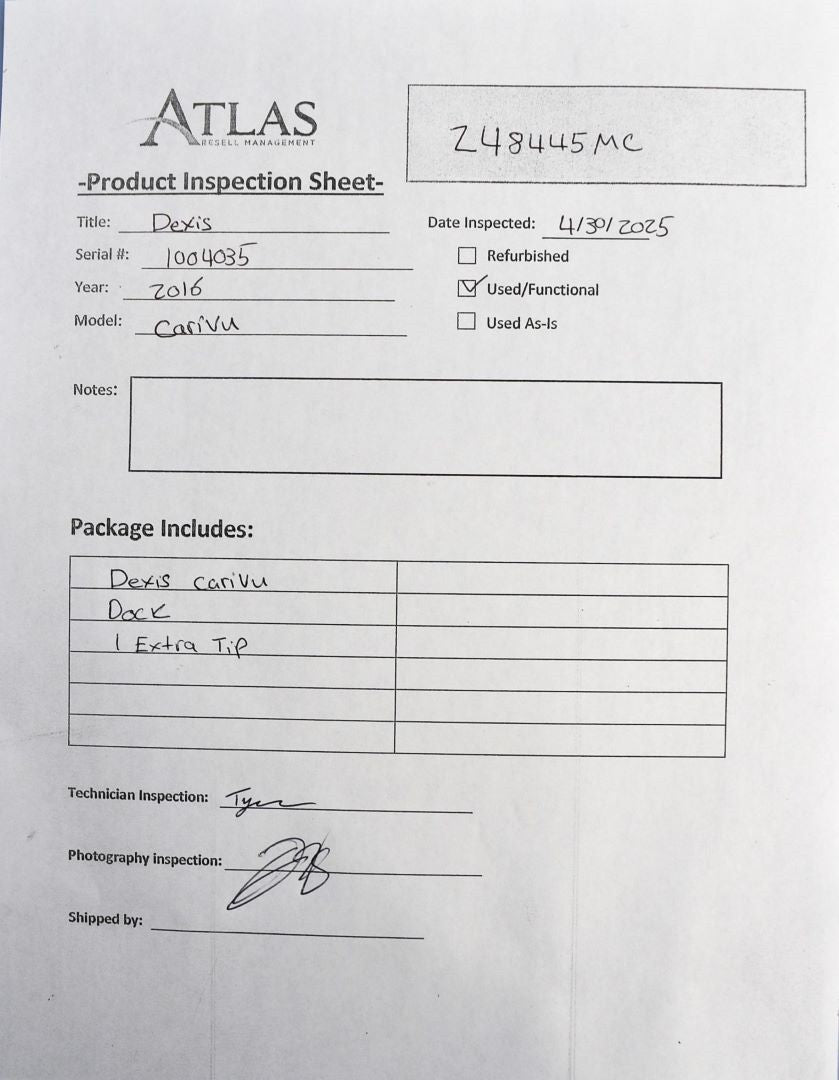 ATLAS
RESELL MANAGEMENT
248445MC
-Product Inspection Sheet-
Title: Dexis
Date Inspected: 4/30/2025
Serial #: 1004035
Refurbished
Year: 2016
Used/Functional
Model: CariVu
Used As-Is
Notes:
Package Includes:
Dexis cariVu
Dock
1 Extra Tip
Technician Inspection:
Photography inspection:
Shipped by: